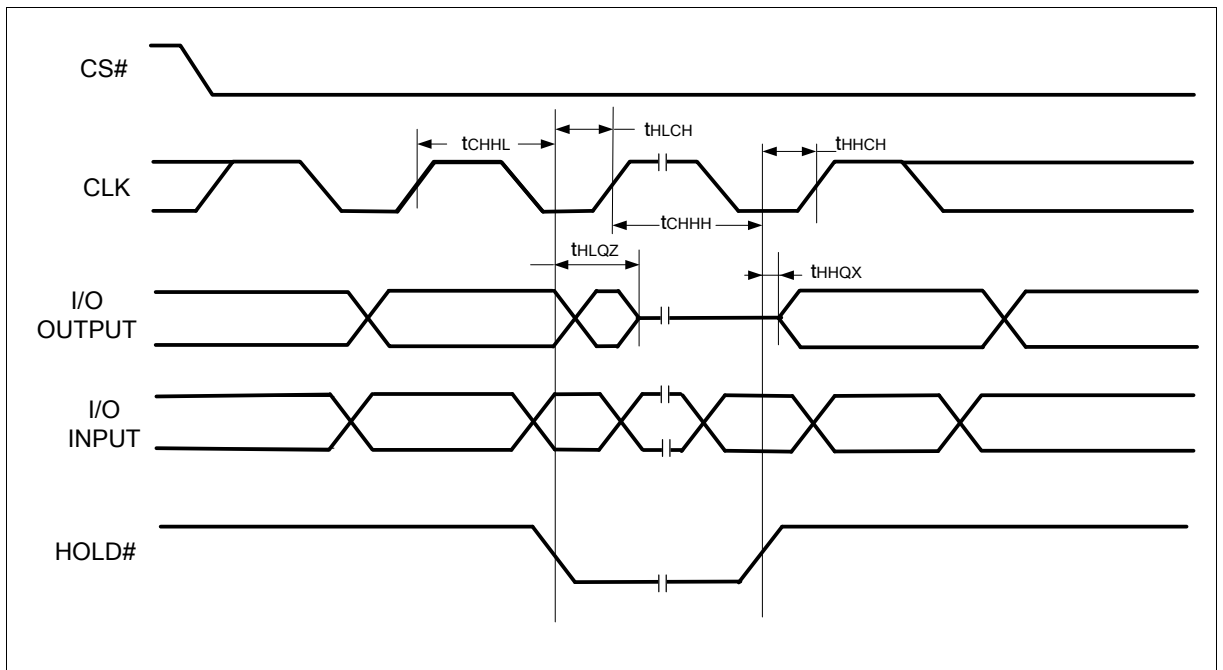 CS#
tCHHL
tHLCH
tHHCH
CLK
tCHHH
tHLQZ
tHHQX
I/O
OUTPUT
I/O
INPUT
HOLD#